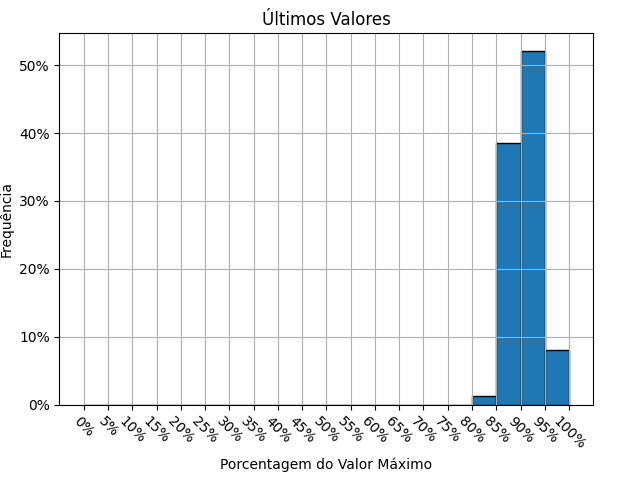 Últimos Valores
50%
40%
30%
20%
10%
0%
Frequência
0% 5% 10% 15% 20% 25% 30% 35% 40% 45% 50% 55% 60% 65% 70% 75% 80% 85% 90% 95% 100%
Porcentagem do Valor Máximo